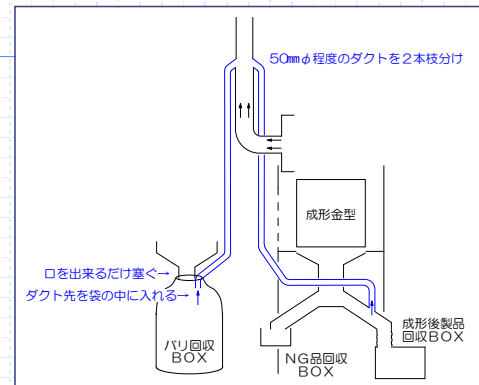 50mmφ程度のダクトを２本枝分け
成形金型
口を出来るだけ塞ぐ→
ダクト先を袋の中に入れる→
バリ回収
BOX
NG品回収
BOX
成形後製品
回収BOX